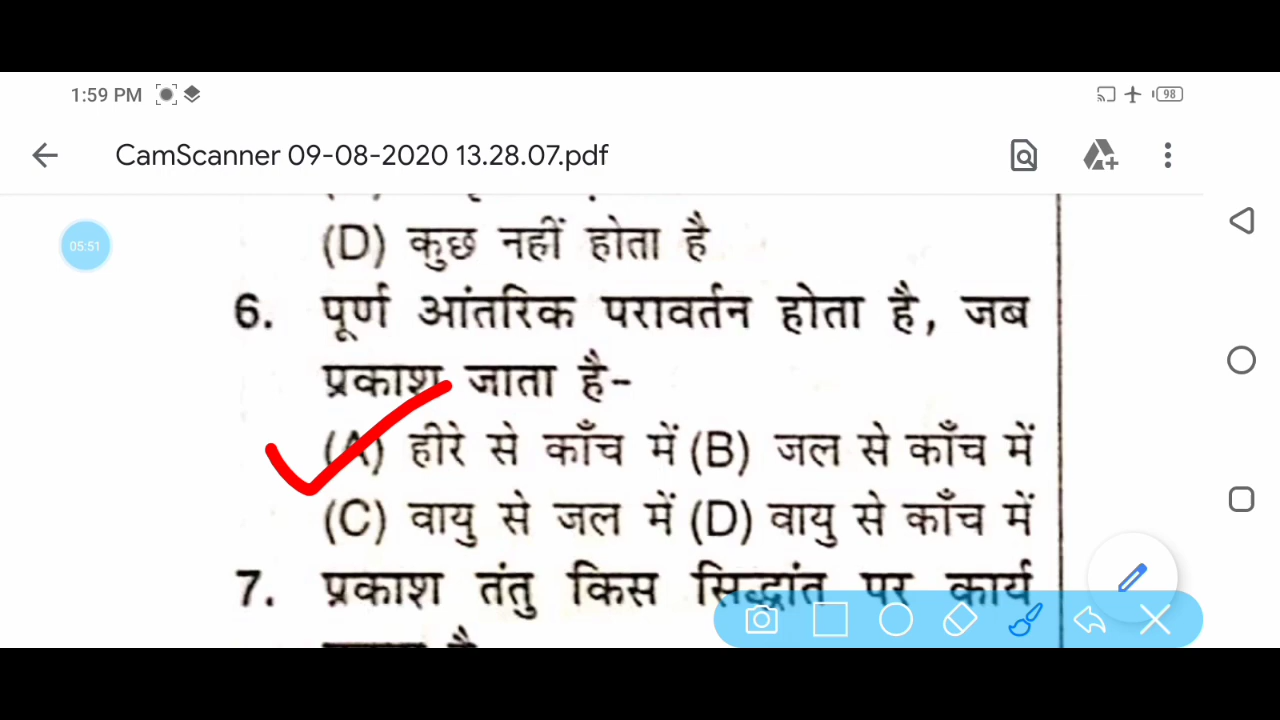 1:59 PM
98
CamScanner 09-08-2020 13.28.07.pdf
05:51
(D) कुछ नहीं होता है
6. पूर्ण आंतरिक परावर्तन होता है, जब
प्रकाश जाता है-
(A) हीरे से काँच में (B) जल से काँच में
(C) वायु से जल में (D) वायु से काँच में
7. प्रकाश तंतु किस सिद्धांत पर कार्य